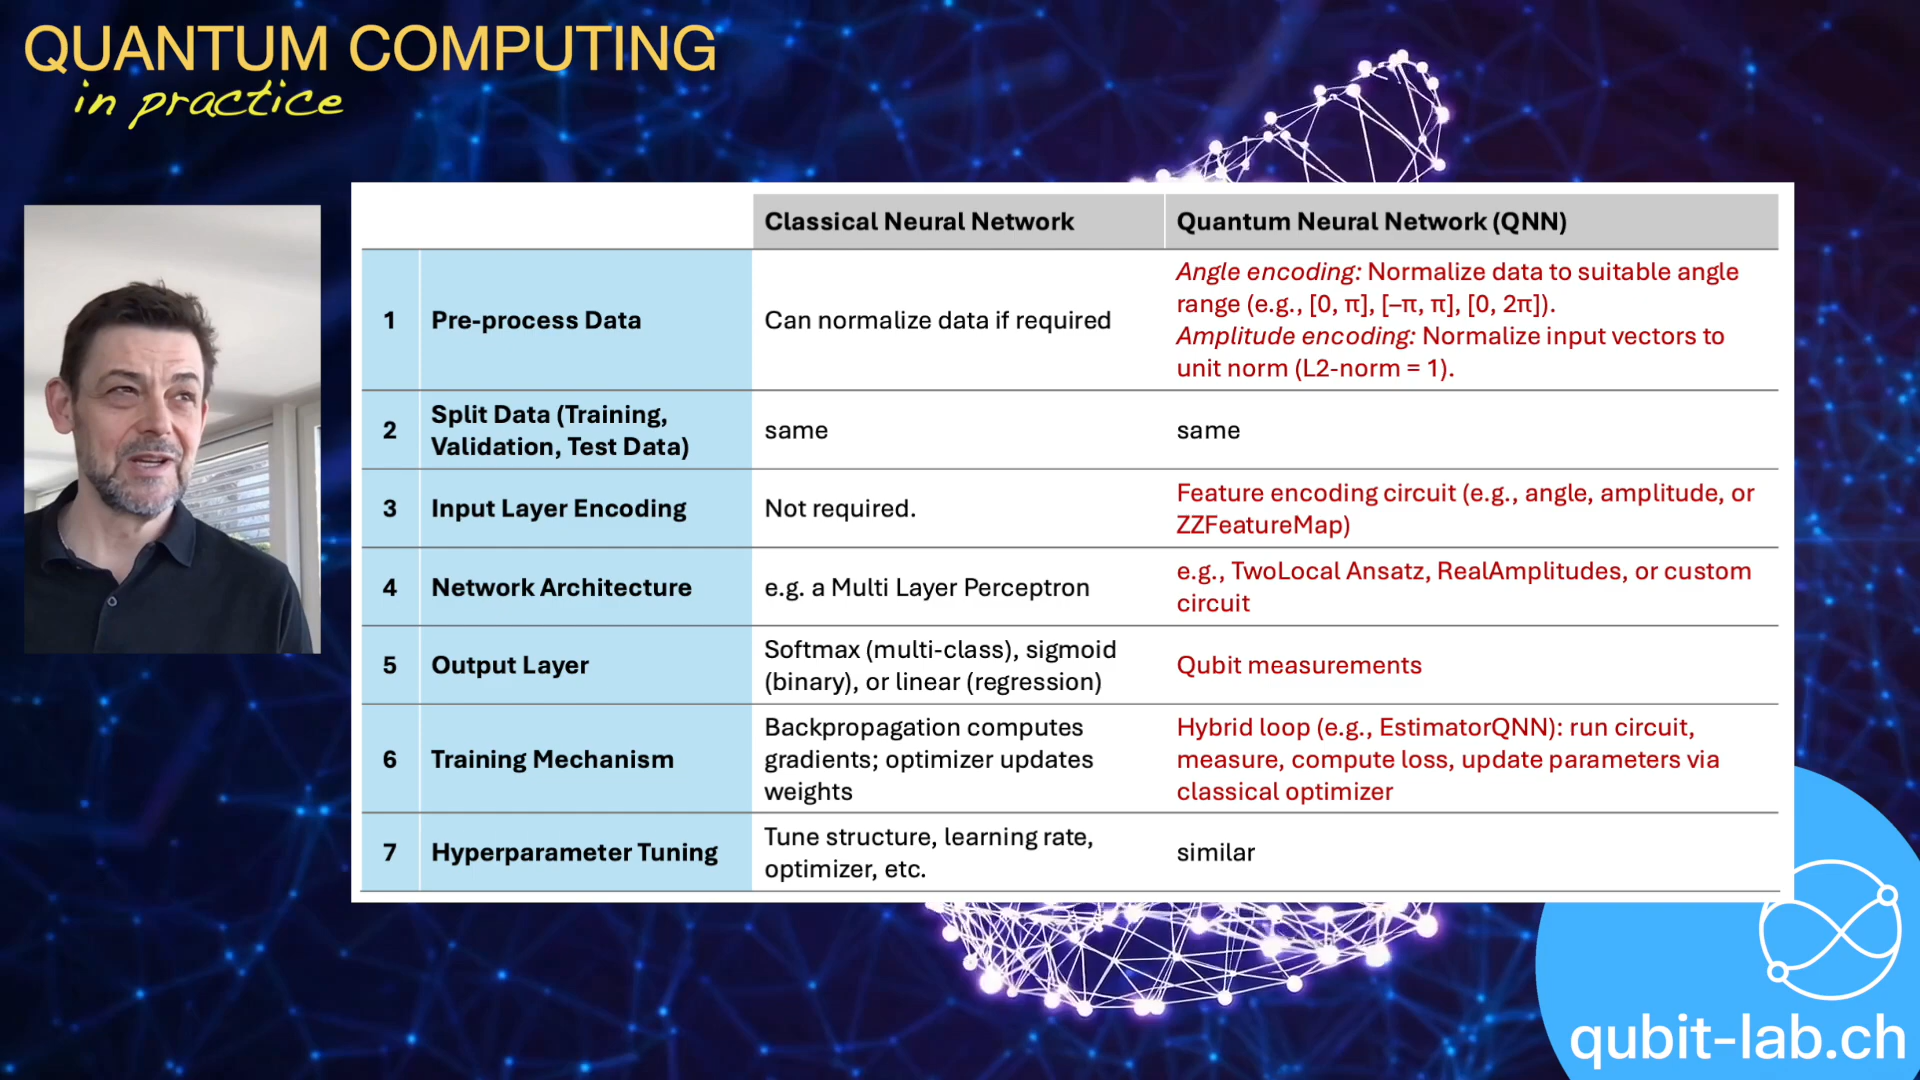 QUANTUM COMPUTING
in practice
Classical Neural Network
Quantum Neural Network (QNN)
1
Pre-process Data
Can normalize data if required
Angle encoding: Normalize data to suitable angle
range (e.g., [0, π], [–π, π], [0, 2π]).
Amplitude encoding: Normalize input vectors to
unit norm (L2-norm = 1).
2
Split Data (Training,
Validation, Test Data)
same
same
3
Input Layer Encoding
Not required.
Feature encoding circuit (e.g., angle, amplitude, or
ZZFeatureMap)
4
Network Architecture
e.g. a Multi Layer Perceptron
e.g., TwoLocal Ansatz, RealAmplitudes, or custom
circuit
5
Output Layer
Softmax (multi-class), sigmoid
(binary), or linear (regression)
Qubit measurements
6
Training Mechanism
Backpropagation computes
gradients; optimizer updates
weights
Hybrid loop (e.g., EstimatorQNN): run circuit,
measure, compute loss, update parameters via
classical optimizer
7
Hyperparameter Tuning
Tune structure, learning rate,
optimizer, etc.
similar
qubit-lab.ch